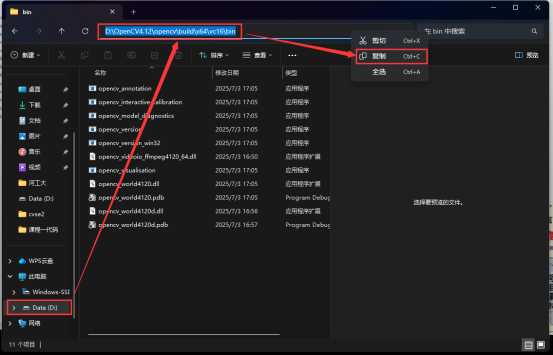 bin
D:\OpenCV4.12\opencv\build\x64\vc16\bin
在 bin 中搜索
剪切 Ctrl+X
复制 Ctrl+C
全选 Ctrl+A
新建
排序
查看
预览
名称 修改日期 类型
opencv_annotation 2025/7/3 17:05 应用程序
opencv_interactive-calibration 2025/7/3 17:05 应用程序
opencv_model_diagnostics 2025/7/3 17:05 应用程序
opencv_version 2025/7/3 17:05 应用程序
opencv_version_win32 2025/7/3 17:05 应用程序
opencv_videoio_ffmpeg4120_64.dll 2025/7/3 16:50 应用程序扩展
opencv_visualisation 2025/7/3 17:05 应用程序
opencv_world4120.dll 2025/7/3 17:05 应用程序扩展
opencv_world4120.pdb 2025/7/3 17:05 Program Debug
opencv_world4120d.dll 2025/7/3 16:56 应用程序扩展
opencv_world4120d.pdb 2025/7/3 16:57 Program Debug
桌面
下载
文档
图片
音乐
视频
河工大
Data (D:)
cvse2
课程一代码
WPS云盘
此电脑
Windows-SSD
Data (D:)
网络
选择要预览的文件。
11 个项目